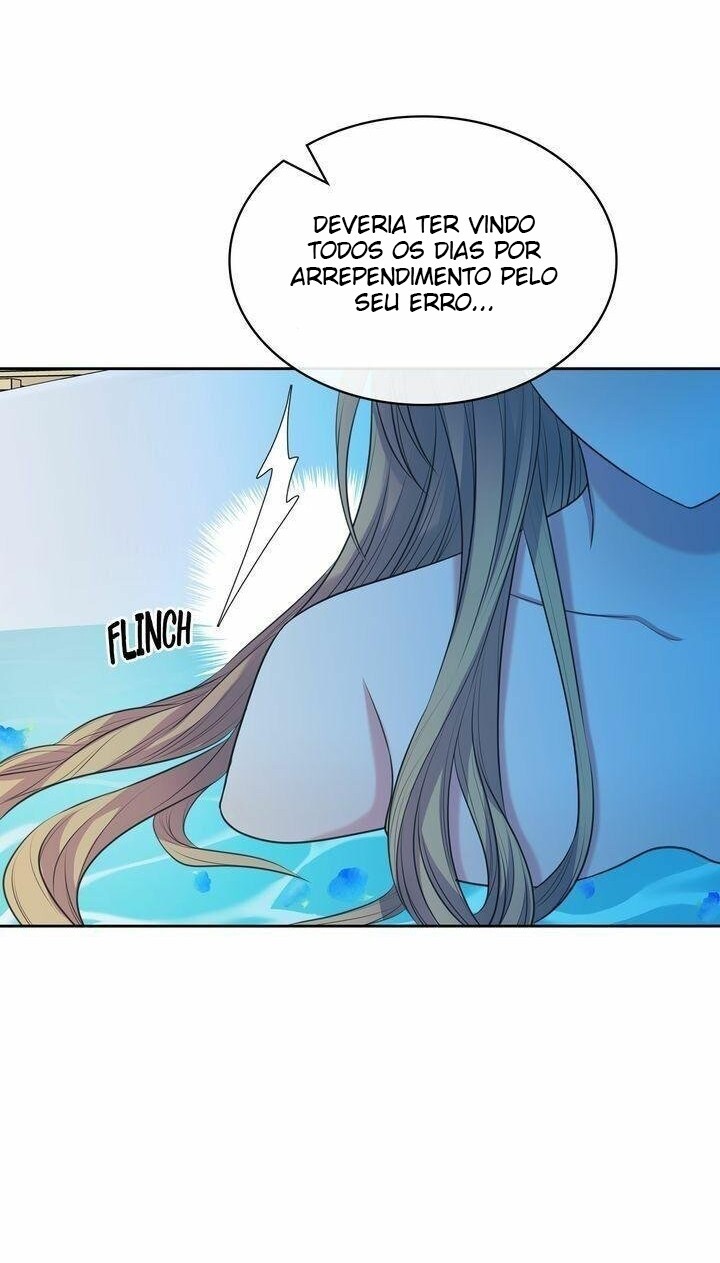 DEVERIA TER VINDO
TODOS OS DIAS POR
ARREPENDIMENTO PELO
SEU ERRO...
FLINCH